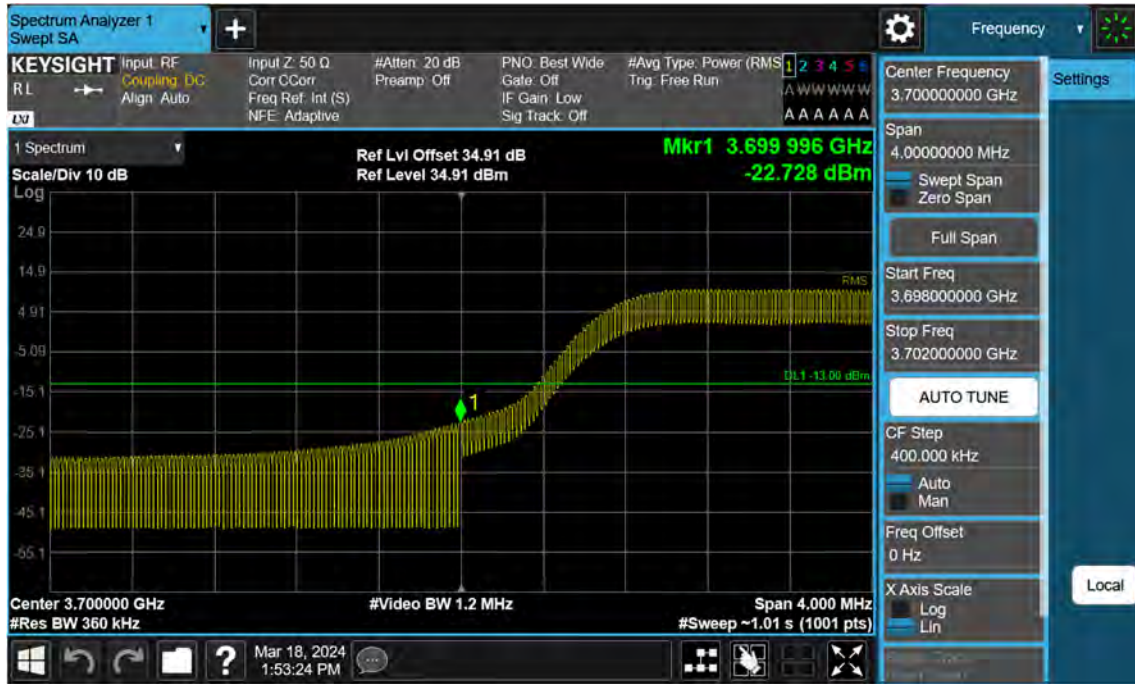 Spectrum Analyzer 1
Swept SA
+
Frequency
KEYSIGHT
RL
LXI
Input: RF
Coupling: DC
Align: Auto
Input Z: 50 Ω
Corr CCorr
Freq Ref: Int (S)
NFE: Adaptive
#Atten: 20 dB
Preamp: Off
PNO: Best Wide
Gate: Off
IF Gain: Low
Sig Track: Off
#Avg Type: Power (RMS
Trig: Free Run
1 2 3 4 5 6
A W W W W W
A A A A A A
1 Spectrum
Scale/Div 10 dB
Log
Ref Lvl Offset 34.91 dB
Ref Level 34.91 dBm
Mkr1 3.699 996 GHz
-22.728 dBm
24.9
14.9
4.91
-5.09
-15.1
-25.1
-35.1
-45.1
-55.1
RMS
DL1 -13.00 dBm
1
Center 3.700000 GHz
#Res BW 360 kHz
#Video BW 1.2 MHz
Span 4.000 MHz
#Sweep ~1.01 s (1001 pts)
?
Mar 18, 2024
1:53:24 PM
Center Frequency
3.700000000 GHz
Span
4.00000000 MHz
Swept Span
Zero Span
Full Span
Start Freq
3.698000000 GHz
Stop Freq
3.702000000 GHz
AUTO TUNE
CF Step
400.000 kHz
Auto
Man
Freq Offset
0 Hz
X Axis Scale
Log
Lin
Settings
Local